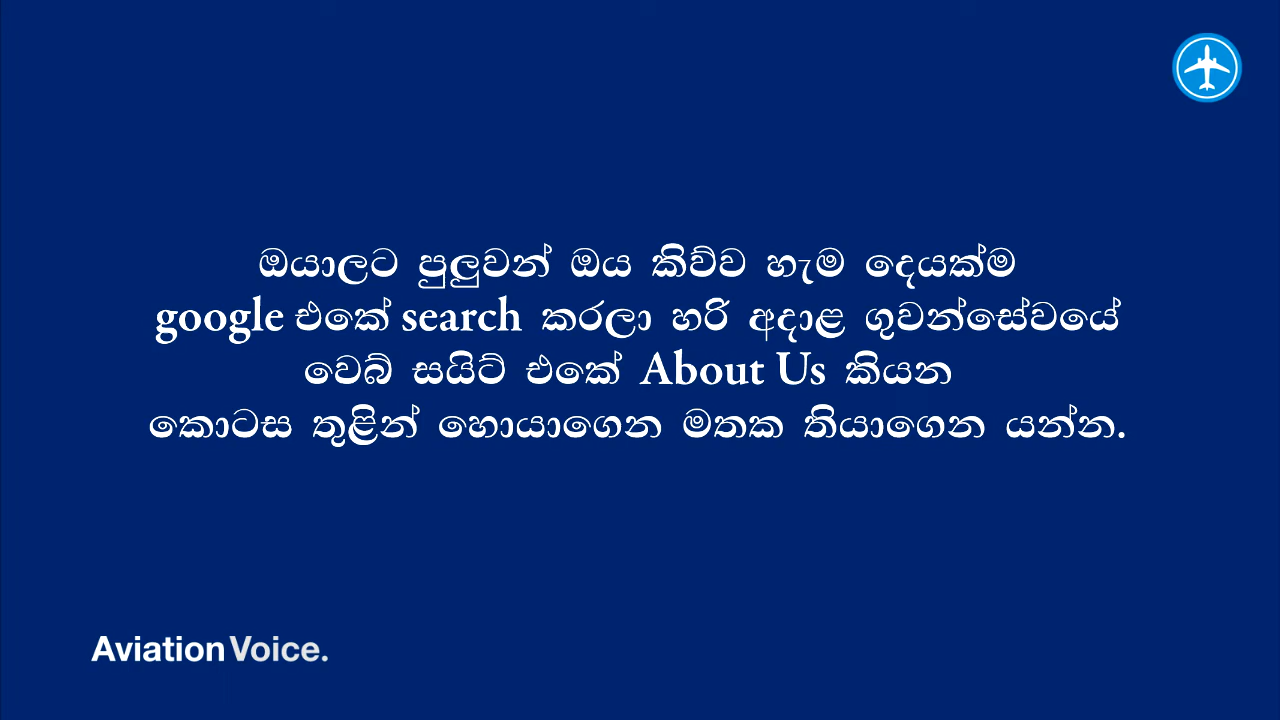 ඔයාලට පුලුවන් ඔය කිව්ව හැම දෙයක්ම
google එකේ search කරලා හරි අදාළ ගුවන්සේවයේ
වෙබ් සයිට් එකේ About Us කියන
කොටස තුළින් හොයාගෙන මතක තියාගෙන යන්න.
Aviation Voice.